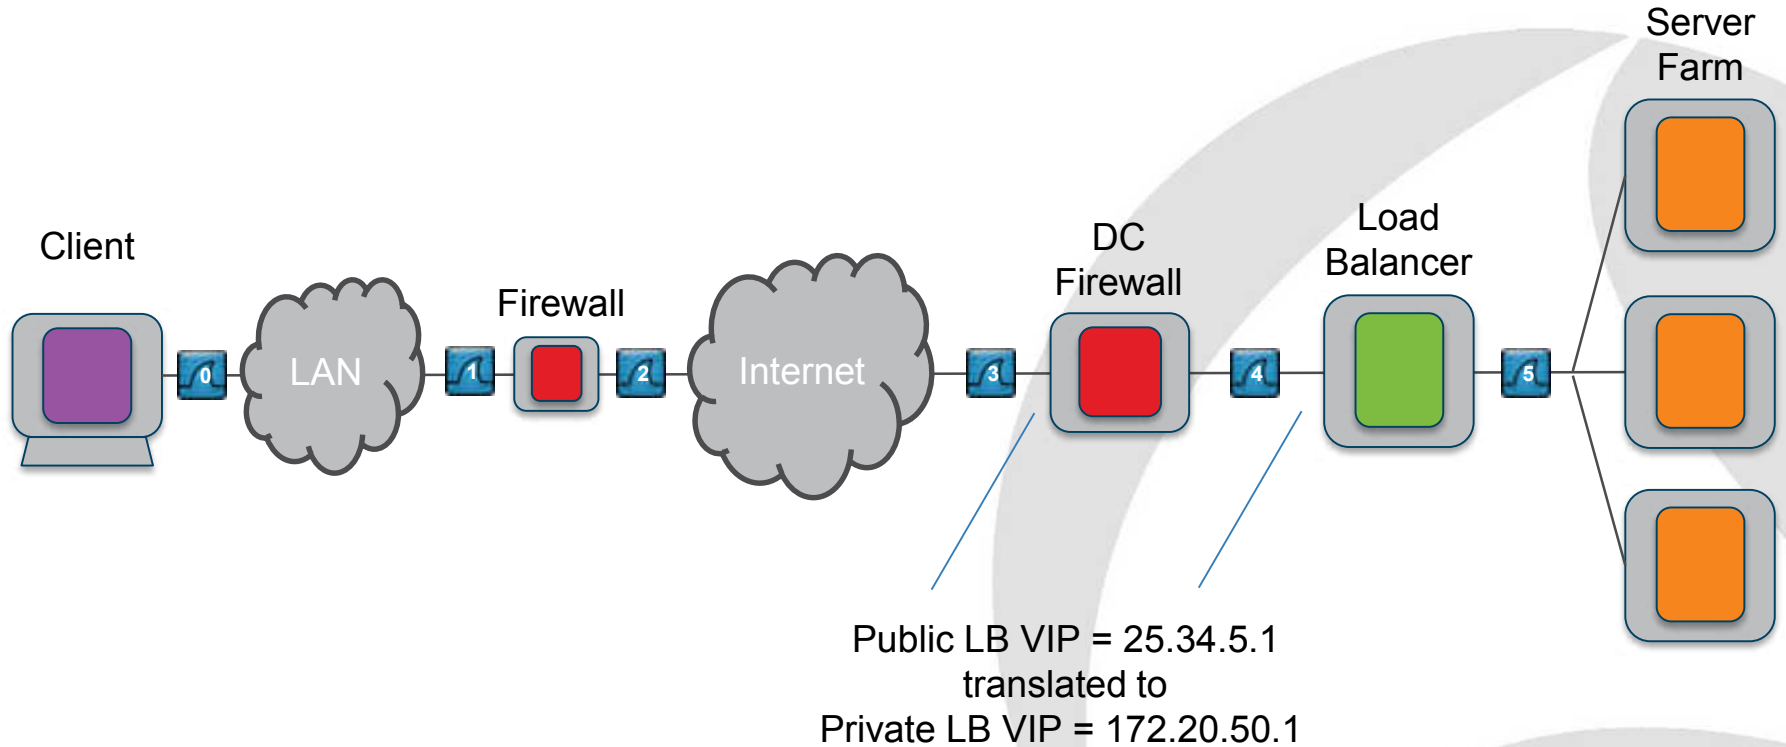 Server
Farm
Client
Firewall
DC
Firewall
Load
Balancer
0
LAN
1
2
Internet
3
4
5
Public LB VIP = 25.34.5.1
translated to
Private LB VIP = 172.20.50.1